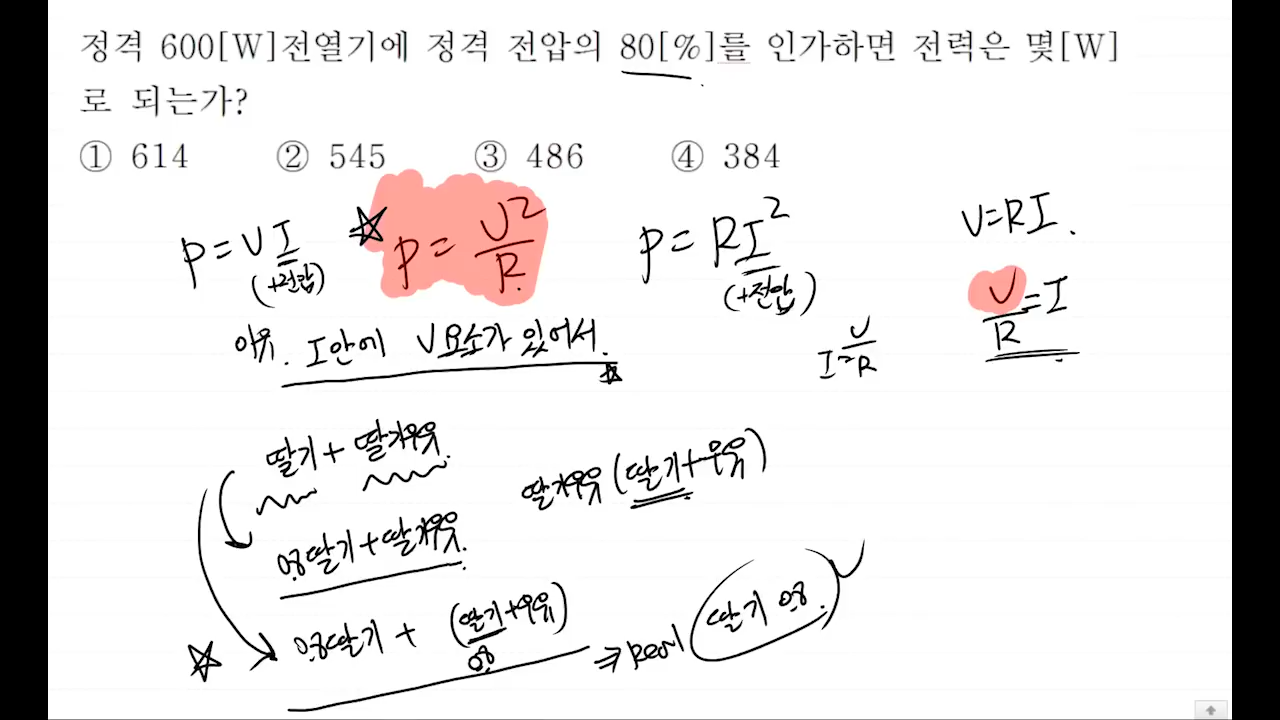 정격 600[W]전열기에 정격 전압의 80[%]를 인가하면 전력은 몇[W]
로 되는가?
① 614 ② 545 ③ 486 ④ 384
P=VI P=V²/R P=RI² V=RI.
(+전압) (+전압) V/R=I
이유. I안에 V요소가 있어서. I=V/R
딸기+딸기우유.
딸기우유(딸기+우유)
0.8딸기+딸기우유.
0.8딸기+(딸기+우유) ⇒ real 딸기 0.8
0.8